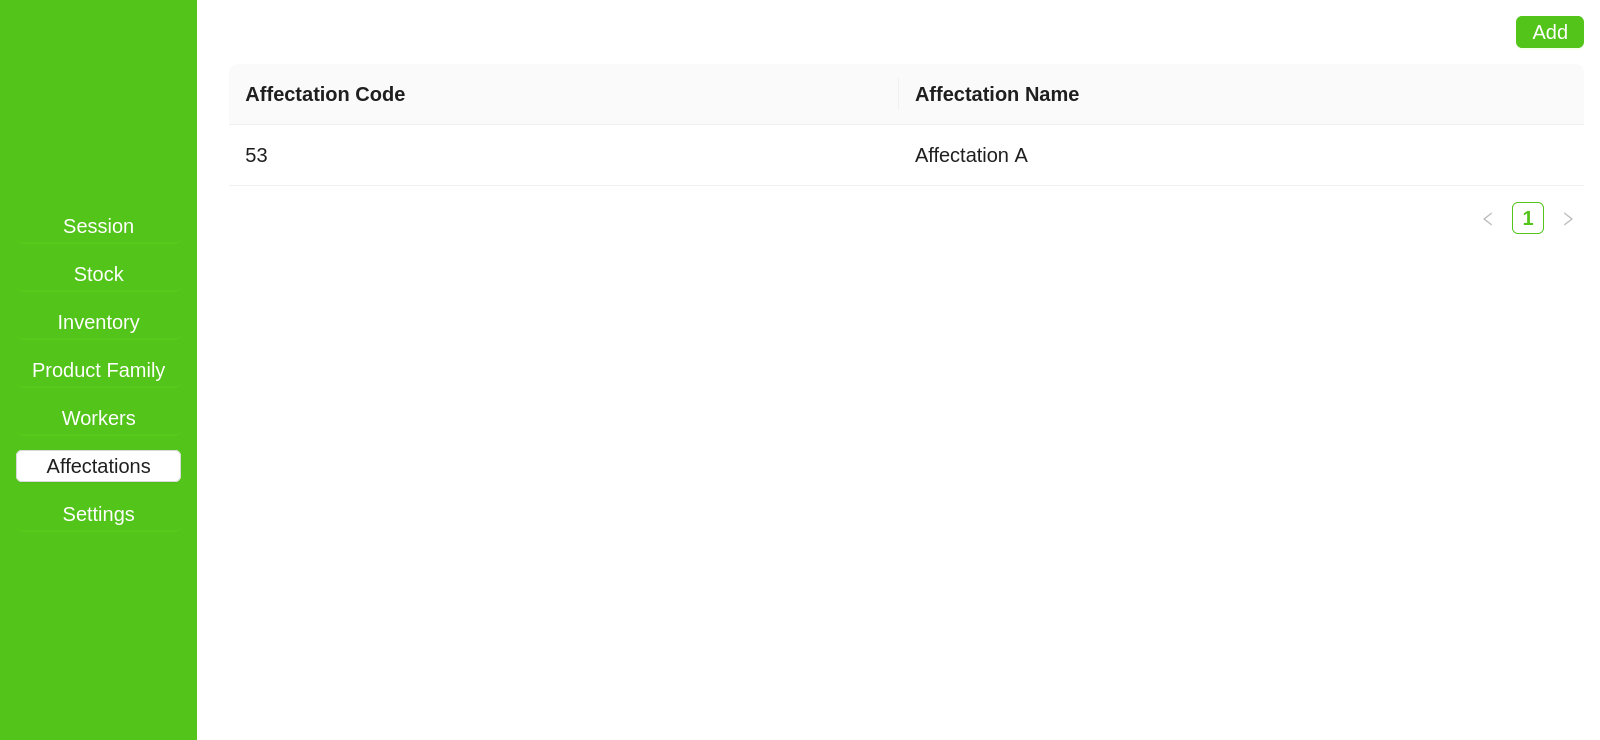 Add
Affectation Code Affectation Name
53 Affectation A
1
Session
Stock
Inventory
Product Family
Workers
Affectations
Settings